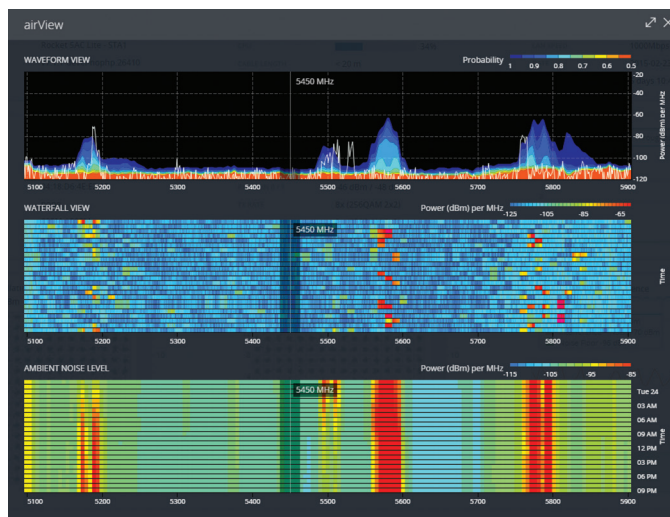 airView
WAVEFORM VIEW
Probability
1 0.9 0.8 0.7 0.6 0.5
5450 MHz
-20
-40
-60
-80
-100
-120
Power (dBmi per MHz)
5100 5200 5300 5400 5500 5600 5700 5800 5900
WATERFALL VIEW
Power (dBm) per MHz
-125 -105 -85 -65
5450 MHz
Time
5100 5200 5300 5400 5500 5600 5700 5800 5900
AMBIENT NOISE LEVEL
Power (dBm) per MHz
-115 -105 -95 -85
5450 MHz
Tue 24
03 AM
06 AM
09 AM
12 PM
03 PM
06 PM
09 PM
Time
5100 5200 5300 5400 5500 5600 5700 5800 5900